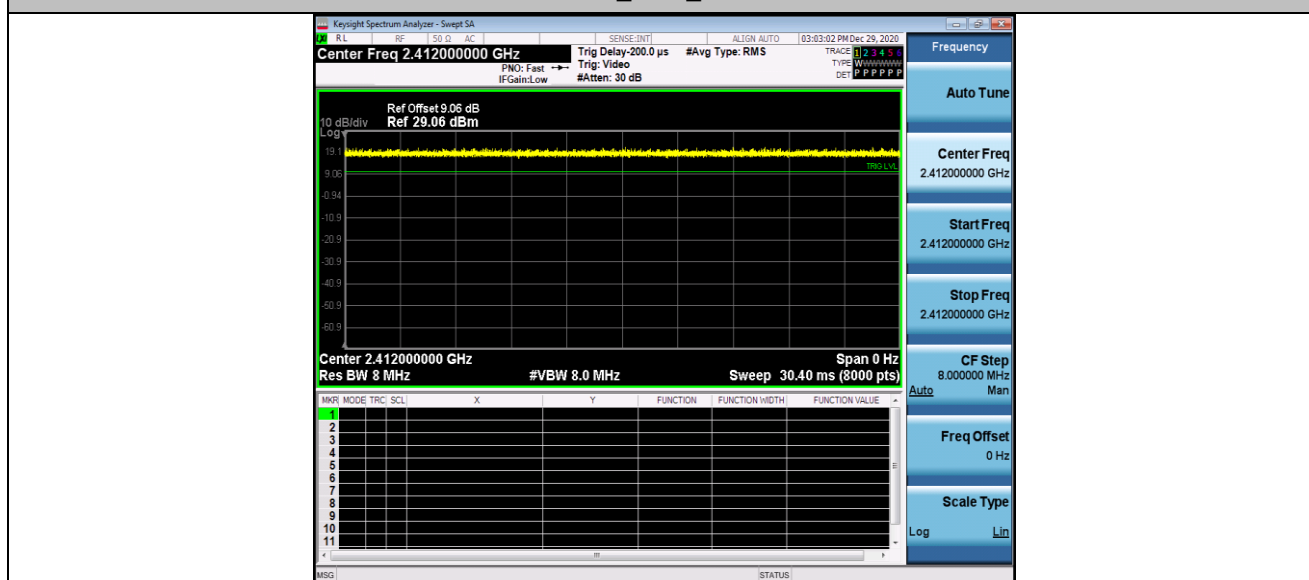 Keysight Spectrum Analyzer - Swept SA
RL RF 50 Ω AC SENSE:INT ALIGN AUTO 03:03:02 PM Dec 29, 2020
Center Freq 2.412000000 GHz
PNO: Fast
IFGain:Low
Trig Delay-200.0 µs
Trig: Video
#Atten: 30 dB
#Avg Type: RMS
TRACE 1 2 3 4 5 6
TYPE WWWWWW
DET P P P P P P
Ref Offset 9.06 dB
10 dB/div Ref 29.06 dBm
Log
19.1
9.06
-0.94
-10.9
-20.9
-30.9
-40.9
-50.9
-60.9
TRIG LVL
Center 2.412000000 GHz Span 0 Hz
Res BW 8 MHz #VBW 8.0 MHz Sweep 30.40 ms (8000 pts)
MKR MODE TRC SCL X Y FUNCTION FUNCTION WIDTH FUNCTION VALUE
1
2
3
4
5
6
7
8
9
10
11
MSG STATUS
Frequency
Auto Tune
Center Freq
2.412000000 GHz
Start Freq
2.412000000 GHz
Stop Freq
2.412000000 GHz
CF Step
8.000000 MHz
Auto Man
Freq Offset
0 Hz
Scale Type
Log Lin